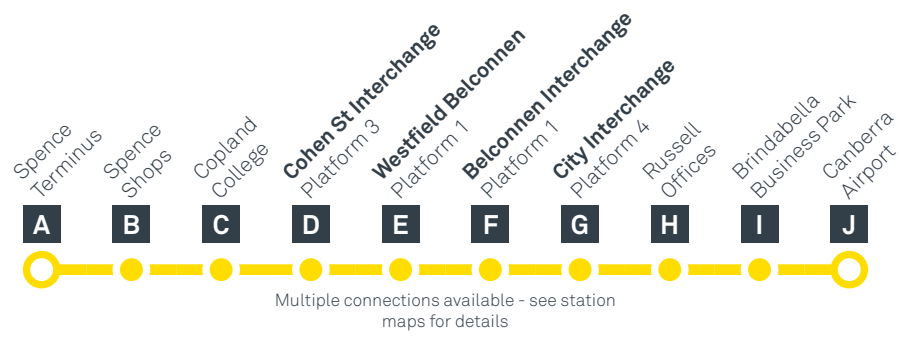 Spence
Terminus
Spence
Shops
Copland
College
Cohen St Interchange
Platform 3
Westfield Belconnen
Platform 1
Belconnen Interchange
Platform 1
City Interchange
Platform 4
Russell
Offices
Brindabella
Business Park
Canberra
Airport
A
B
C
D
E
F
G
H
I
J
Multiple connections available - see station
maps for details